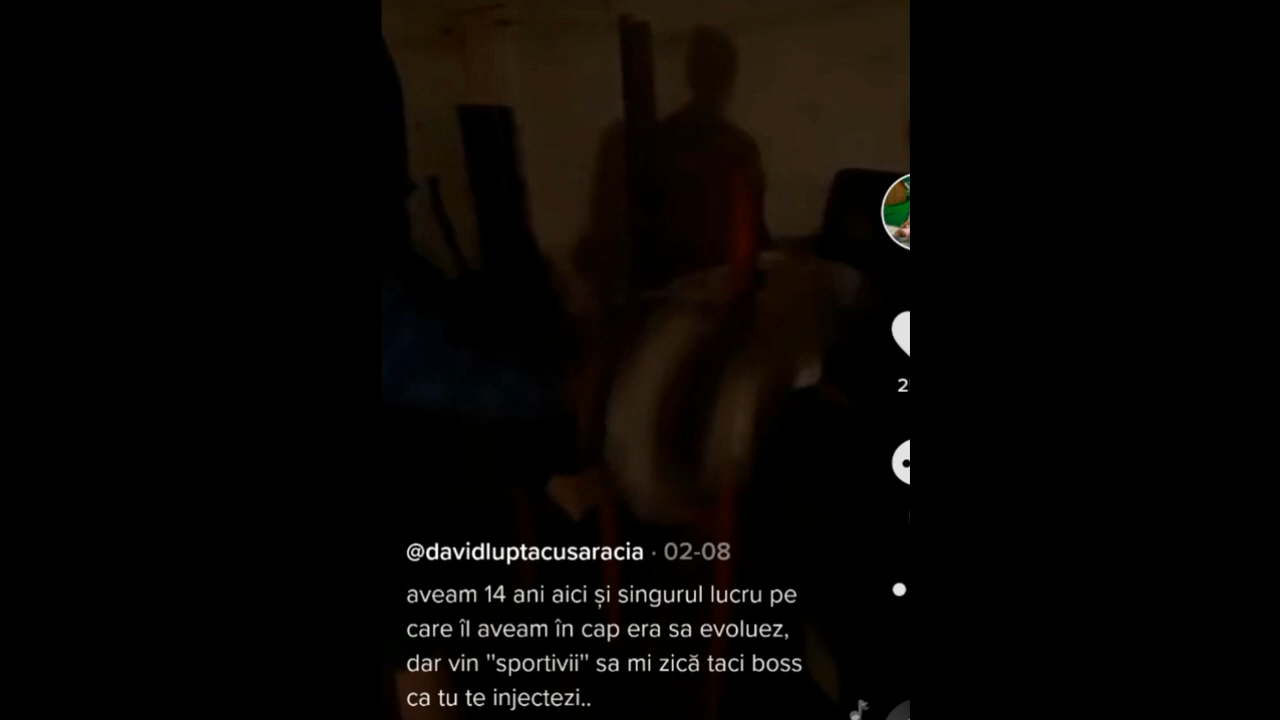 @davidluptacusaracia · 02-08
aveam 14 ani aici și singurul lucru pe
care îl aveam în cap era sa evoluez,
dar vin "sportivii" sa mi zică taci boss
ca tu te injectezi..